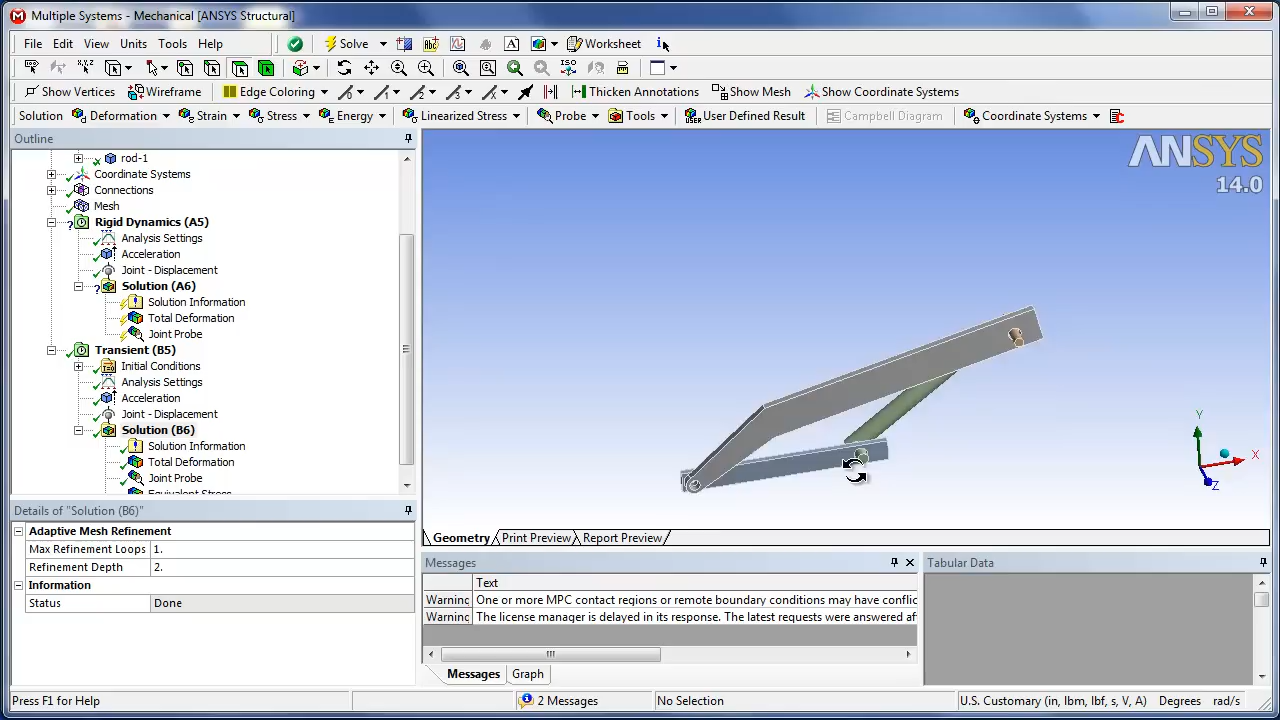 Multiple Systems - Mechanical [ANSYS Structural]
File Edit View Units Tools Help Solve Worksheet
Show Vertices Wireframe Edge Coloring Thicken Annotations Show Mesh Show Coordinate Systems
Solution Deformation Strain Stress Energy Linearized Stress Probe Tools User Defined Result Campbell Diagram Coordinate Systems
Outline
rod-1
Coordinate Systems
Connections
Mesh
Rigid Dynamics (A5)
Analysis Settings
Acceleration
Joint - Displacement
Solution (A6)
Solution Information
Total Deformation
Joint Probe
Transient (B5)
Initial Conditions
Analysis Settings
Acceleration
Joint - Displacement
Solution (B6)
Solution Information
Total Deformation
Joint Probe
Equivalent Stress
Details of "Solution (B6)"
Adaptive Mesh Refinement
Max Refinement Loops 1.
Refinement Depth 2.
Information
Status Done
ANSYS
14.0
Y
X
Z
Geometry Print Preview Report Preview
Messages
Text
Warning One or more MPC contact regions or remote boundary conditions may have conflic
Warning The license manager is delayed in its response. The latest requests were answered af
Messages Graph
Tabular Data
Press F1 for Help 2 Messages No Selection U.S. Customary (in, lbm, lbf, s, V, A) Degrees rad/s